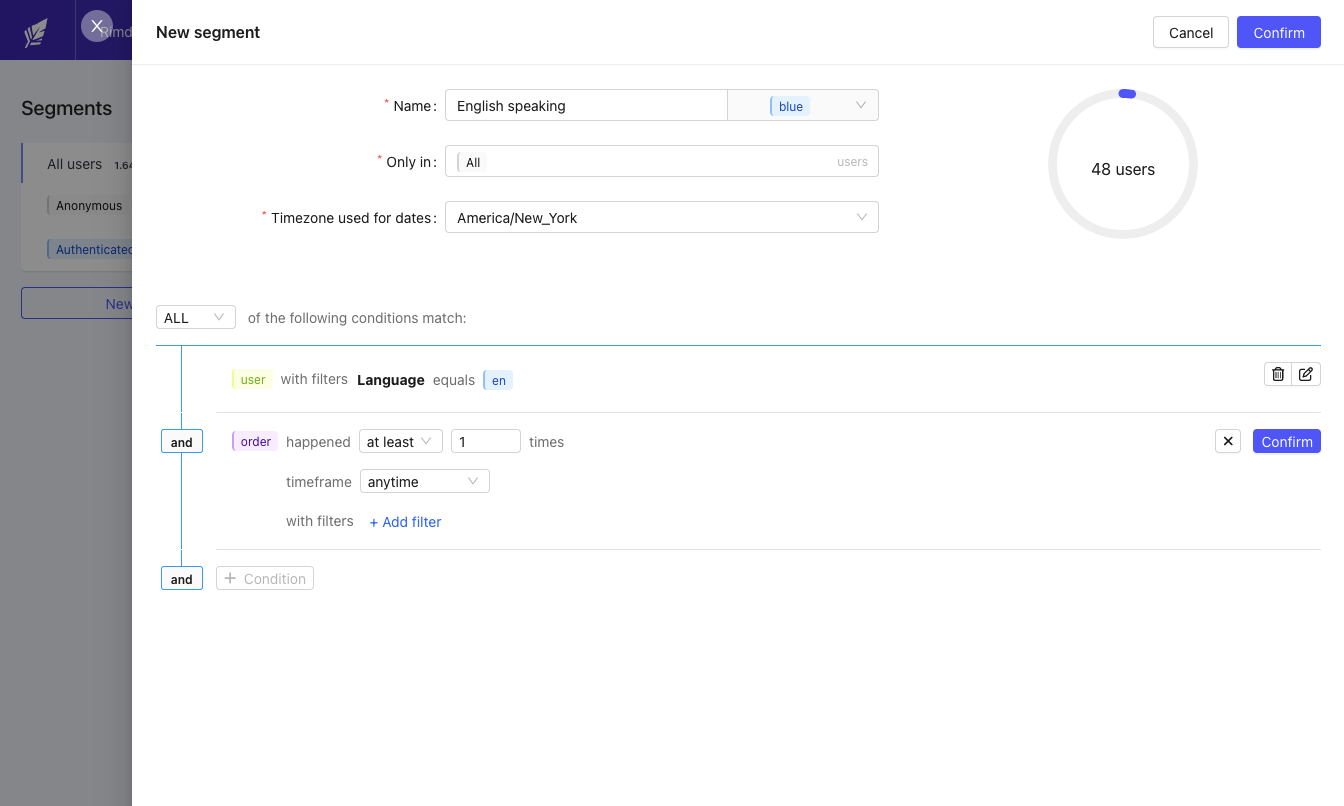 Rimd
New segment
Cancel
Confirm
Segments
All users 1.64
Anonymous
Authenticated
New
* Name:
English speaking
blue
* Only in:
All
users
* Timezone used for dates:
America/New_York
48 users
ALL of the following conditions match:
user with filters Language equals en
and
order happened at least 1 times
Confirm
timeframe anytime
with filters + Add filter
and
+ Condition